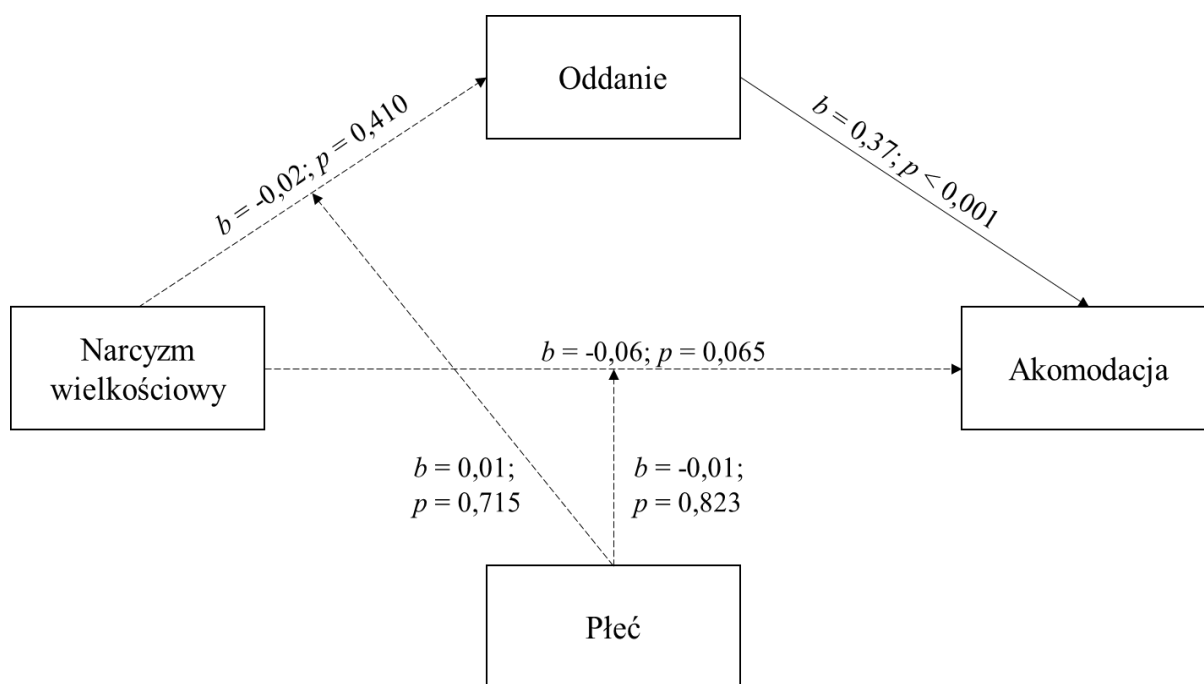 Oddanie
b = -0,02; p = 0,410
b = 0,37; p < 0,001
Narcyzm
wielkościowy
b = -0,06; p = 0,065
Akomodacja
b = 0,01;
p = 0,715
b = -0,01;
p = 0,823
Płeć